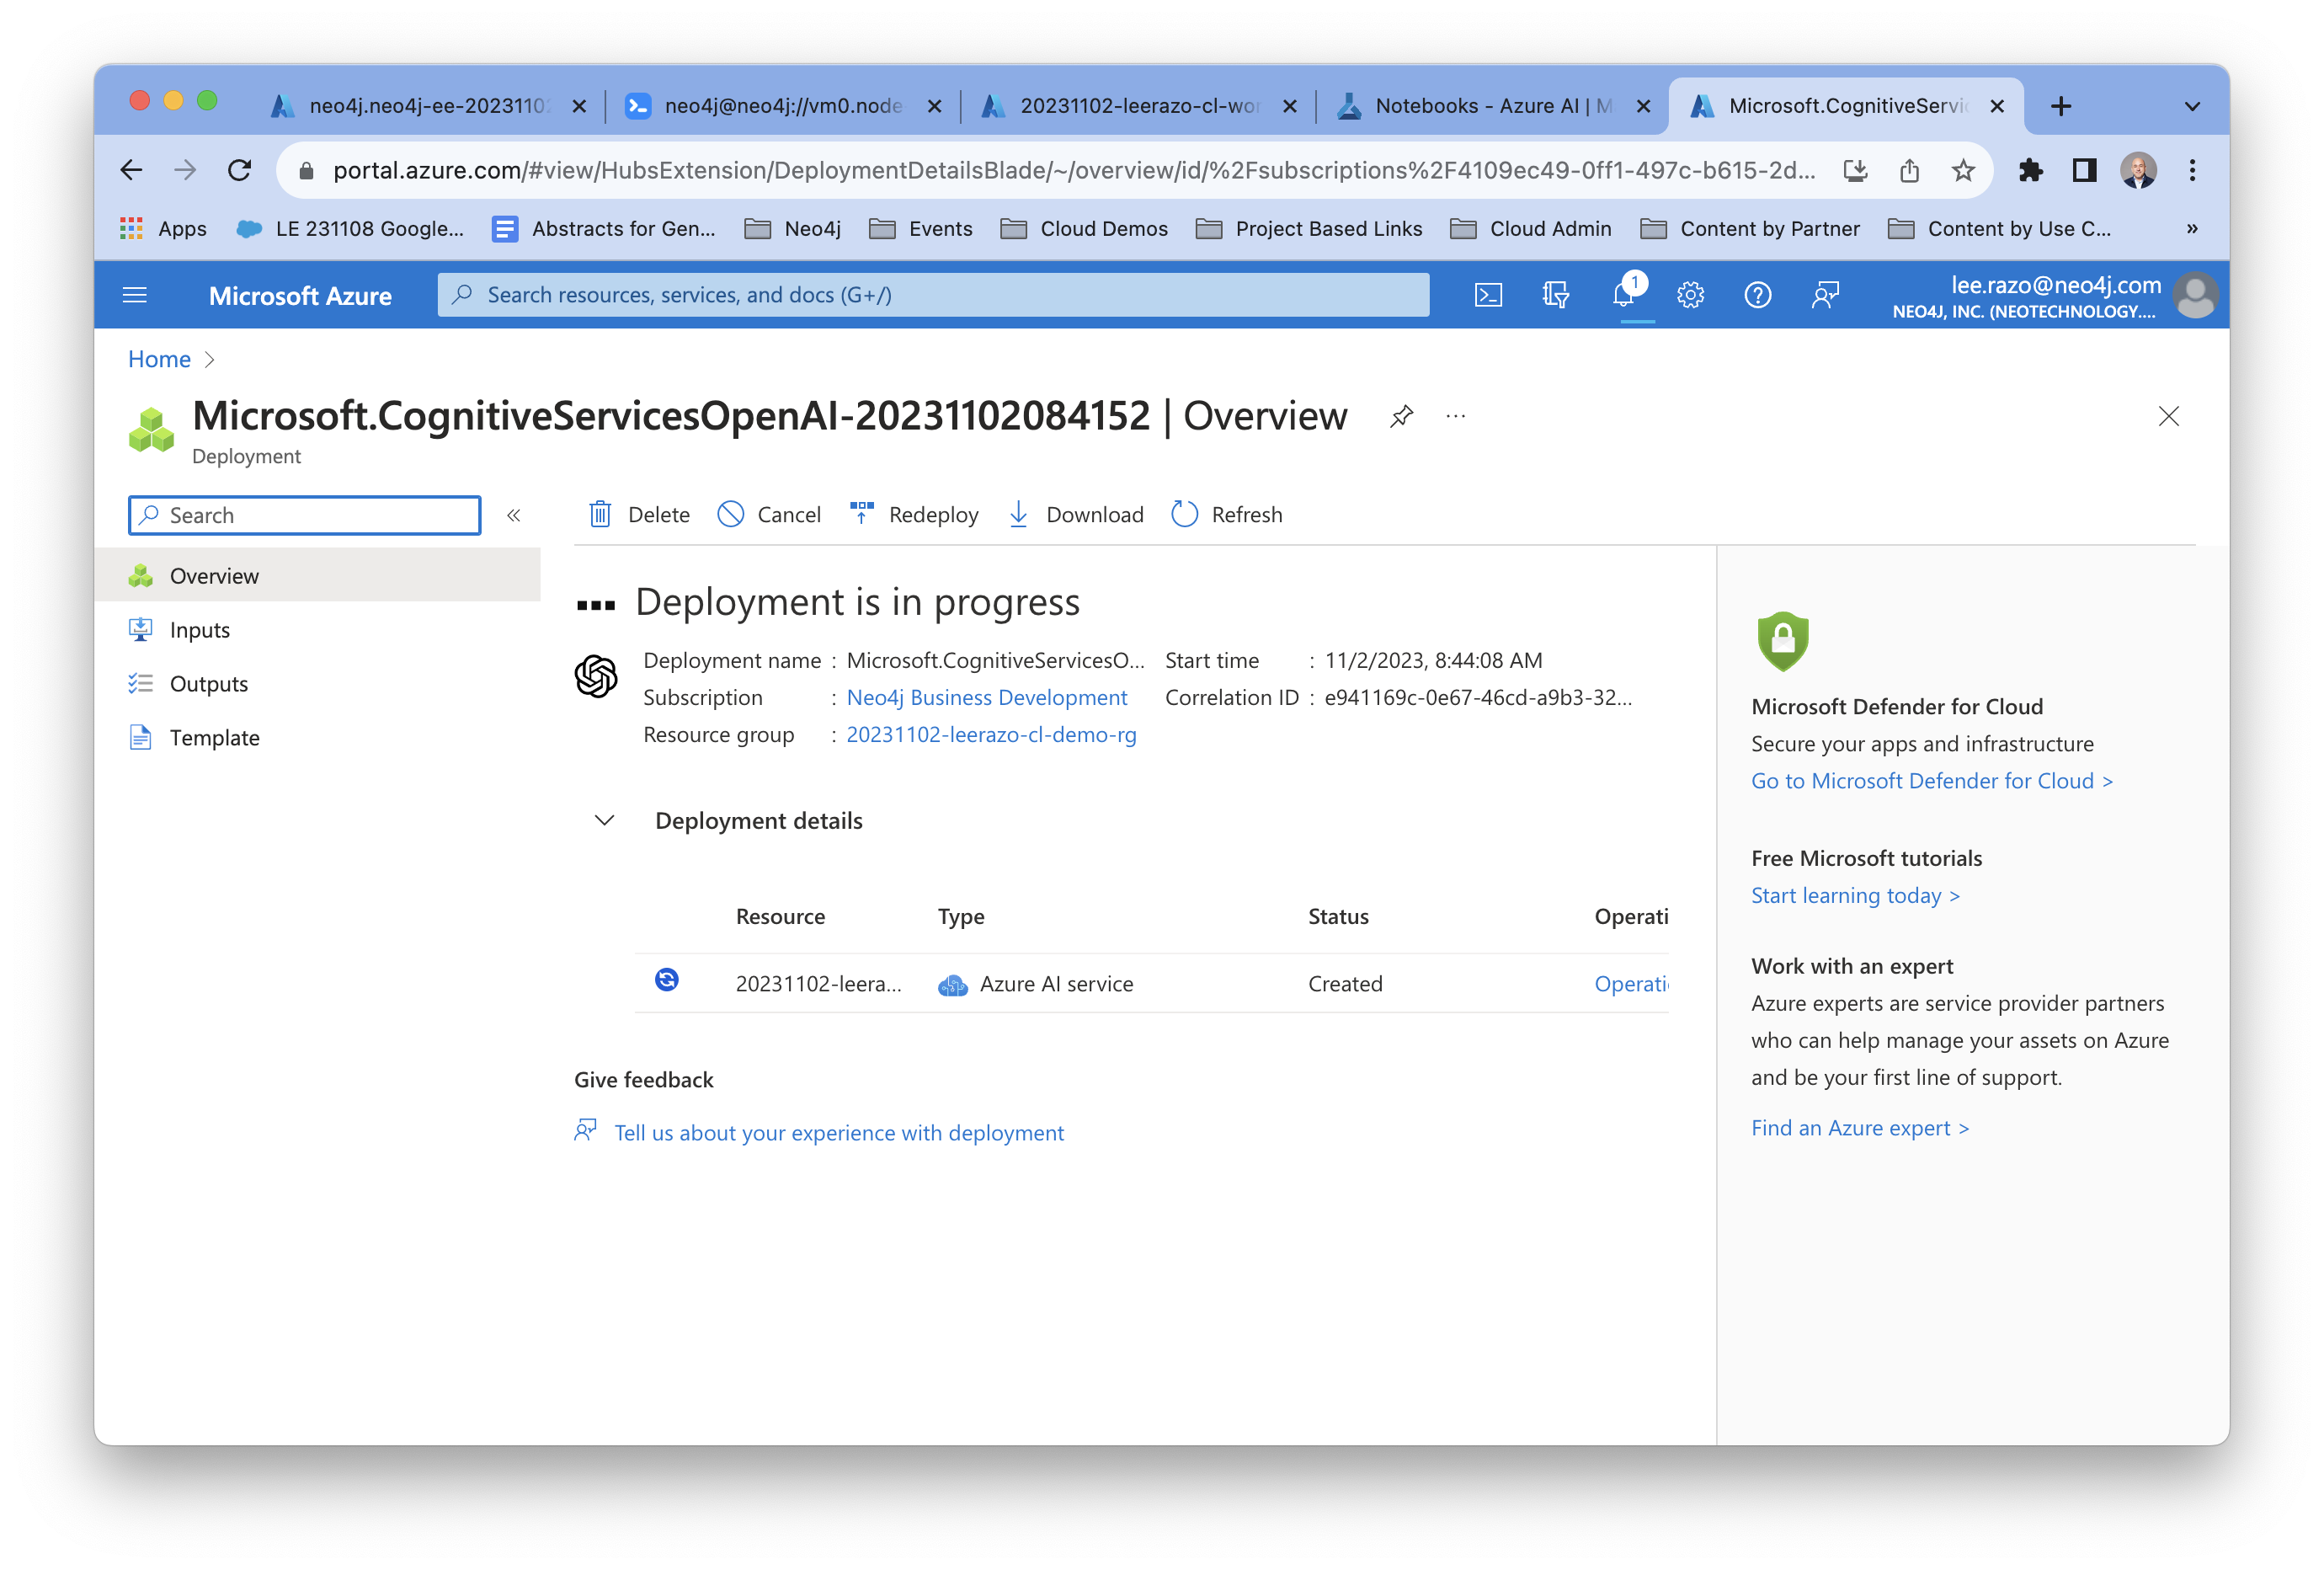 neo4j.neo4j-ee-20231102
neo4j@neo4j://vm0.node-
20231102-leerazo-cl-wor
Notebooks - Azure AI | M
Microsoft.CognitiveServic
portal.azure.com/#view/HubsExtension/DeploymentDetailsBlade/~/overview/id/%2Fsubscriptions%2F4109ec49-0ff1-497c-b615-2d...
Apps
LE 231108 Google...
Abstracts for Gen...
Neo4j
Events
Cloud Demos
Project Based Links
Cloud Admin
Content by Partner
Content by Use C...
»
Microsoft Azure
Search resources, services, and docs (G+/)
1
lee.razo@neo4j.com
NEO4J, INC. (NEOTECHNOLOGY....
Home >
Microsoft.CognitiveServicesOpenAI-20231102084152 | Overview
Deployment
Search
Overview
Inputs
Outputs
Template
Delete
Cancel
Redeploy
Download
Refresh
Deployment is in progress
Deployment name : Microsoft.CognitiveServicesO...
Subscription : Neo4j Business Development
Resource group : 20231102-leerazo-cl-demo-rg
Start time : 11/2/2023, 8:44:08 AM
Correlation ID : e941169c-0e67-46cd-a9b3-32...
Deployment details
Resource Type Status Operati
20231102-leera... Azure AI service Created Operati
Give feedback
Tell us about your experience with deployment
Microsoft Defender for Cloud
Secure your apps and infrastructure
Go to Microsoft Defender for Cloud >
Free Microsoft tutorials
Start learning today >
Work with an expert
Azure experts are service provider partners
who can help manage your assets on Azure
and be your first line of support.
Find an Azure expert >